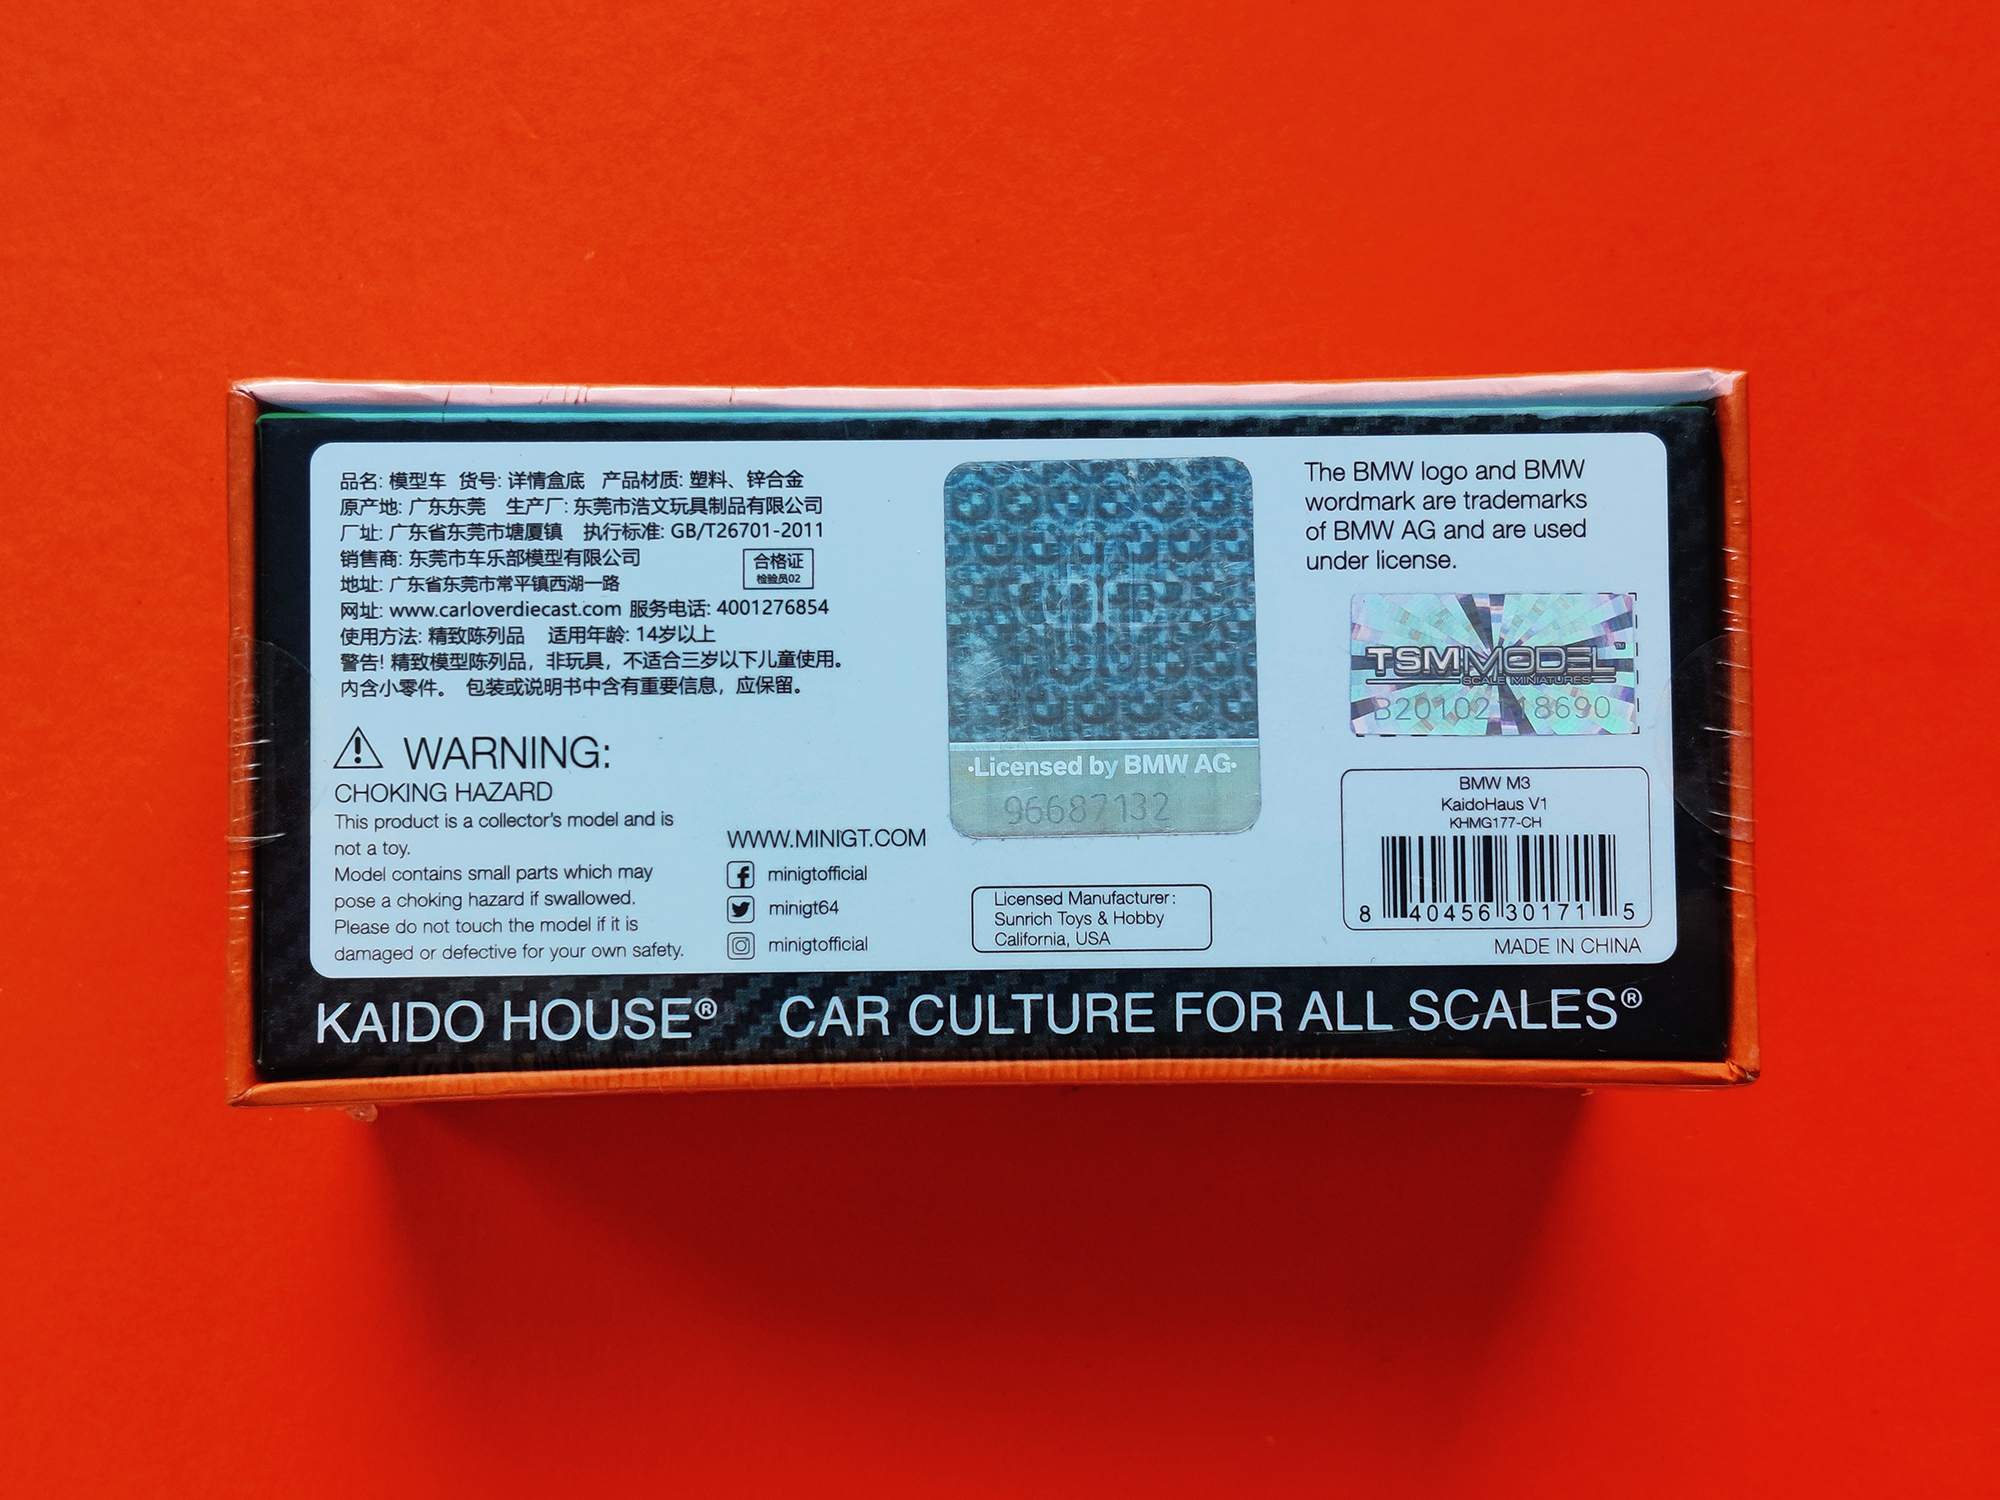 品名: 模型车 货号: 详情盒底 产品材质: 塑料、锌合金
原产地: 广东东莞 生产厂: 东莞市浩文玩具制品有限公司
厂址: 广东省东莞市塘厦镇 执行标准: GB/T26701-2011
销售商: 东莞市车乐部模型有限公司
合格证
检验员02
地址: 广东省东莞市常平镇西湖一路
网址: www.carloverdiecast.com 服务电话: 4001276854
使用方法: 精致陈列品 适用年龄: 14岁以上
警告! 精致模型陈列品，非玩具，不适合三岁以下儿童使用。
内含小零件。 包装或说明书中含有重要信息，应保留。
WARNING:
CHOKING HAZARD
This product is a collector's model and is
not a toy.
Model contains small parts which may
pose a choking hazard if swallowed.
Please do not touch the model if it is
damaged or defective for your own safety.
WWW.MINIGT.COM
minigtofficial
minigt64
minigtofficial
·Licensed by BMW AG·
96687132
Licensed Manufacturer:
Sunrich Toys & Hobby
California, USA
The BMW logo and BMW
wordmark are trademarks
of BMW AG and are used
under license.
TSM MODEL™
SCALE MINIATURES
B20102118690
BMW M3
KaidoHaus V1
KHMG177-CH
8 40456 30171 5
MADE IN CHINA
KAIDO HOUSE® CAR CULTURE FOR ALL SCALES®